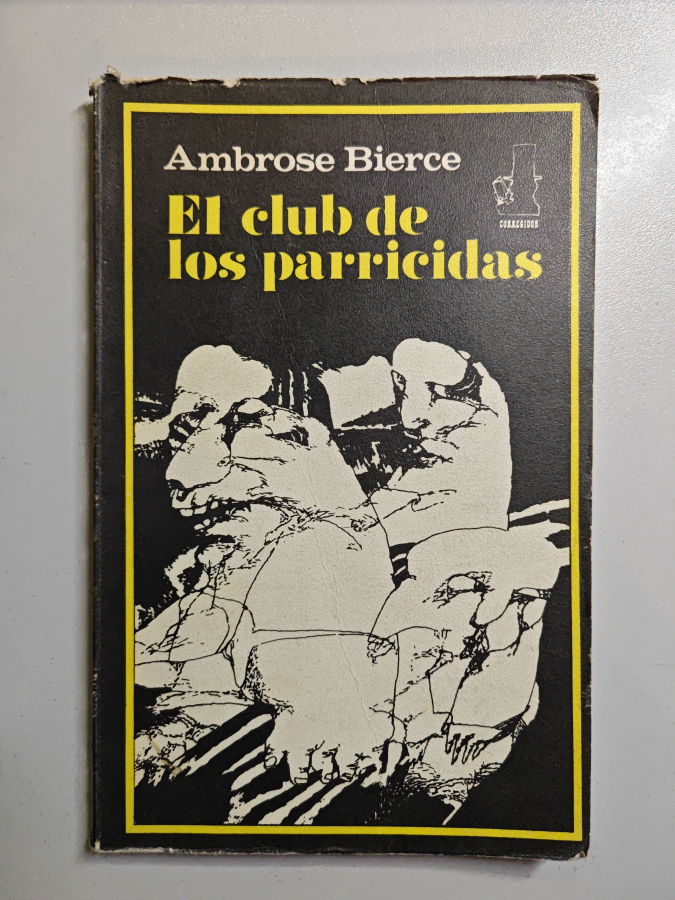 Ambrose Bierce
El club de
los parricidas
CORREGIDOR